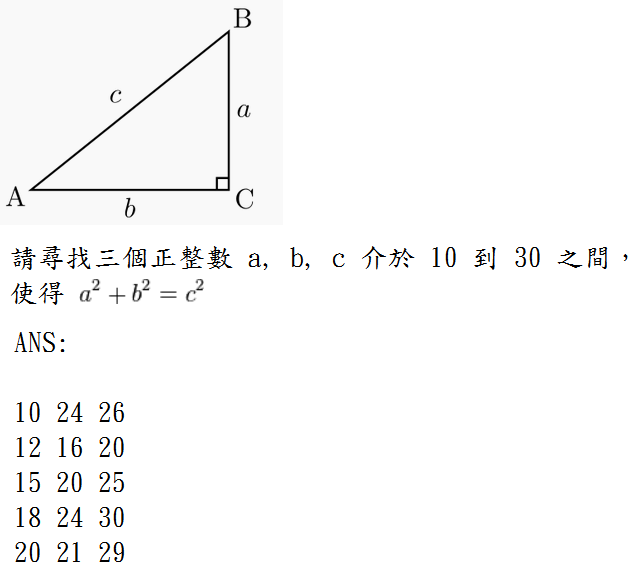 B
c
a
A
C
b
請尋找三個正整數 a, b, c 介於 10 到 30 之間，
使得 a² + b² = c²
ANS:
10 24 26
12 16 20
15 20 25
18 24 30
20 21 29